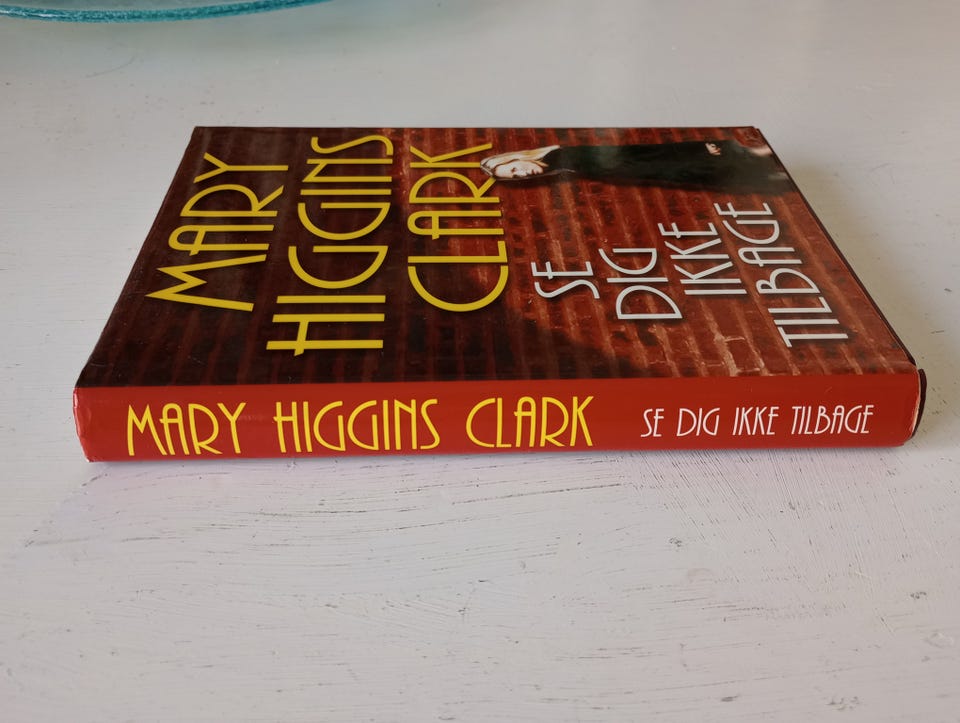 MARY
HIGGINS
CLARK
SE
DIG
IKKE
TILBAGE
MARY HIGGINS CLARK SE DIG IKKE TILBAGE